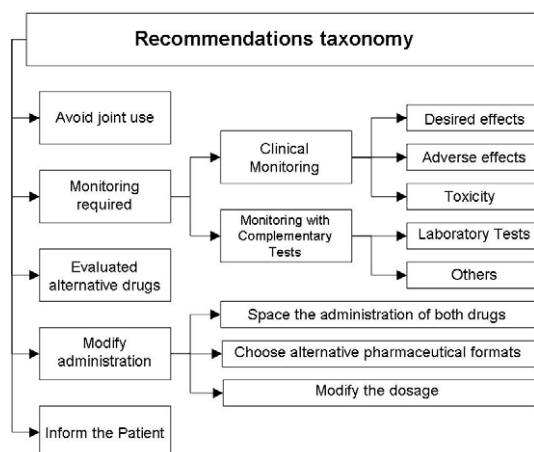 Recommendations taxonomy
Avoid joint use
Monitoring
required
Clinical
Monitoring
Desired effects
Adverse effects
Toxicity
Monitoring with
Complementary
Tests
Laboratory Tests
Others
Evaluated
alternative drugs
Modify
administration
Space the administration of both drugs
Choose alternative pharmaceutical formats
Modify the dosage
Inform the Patient